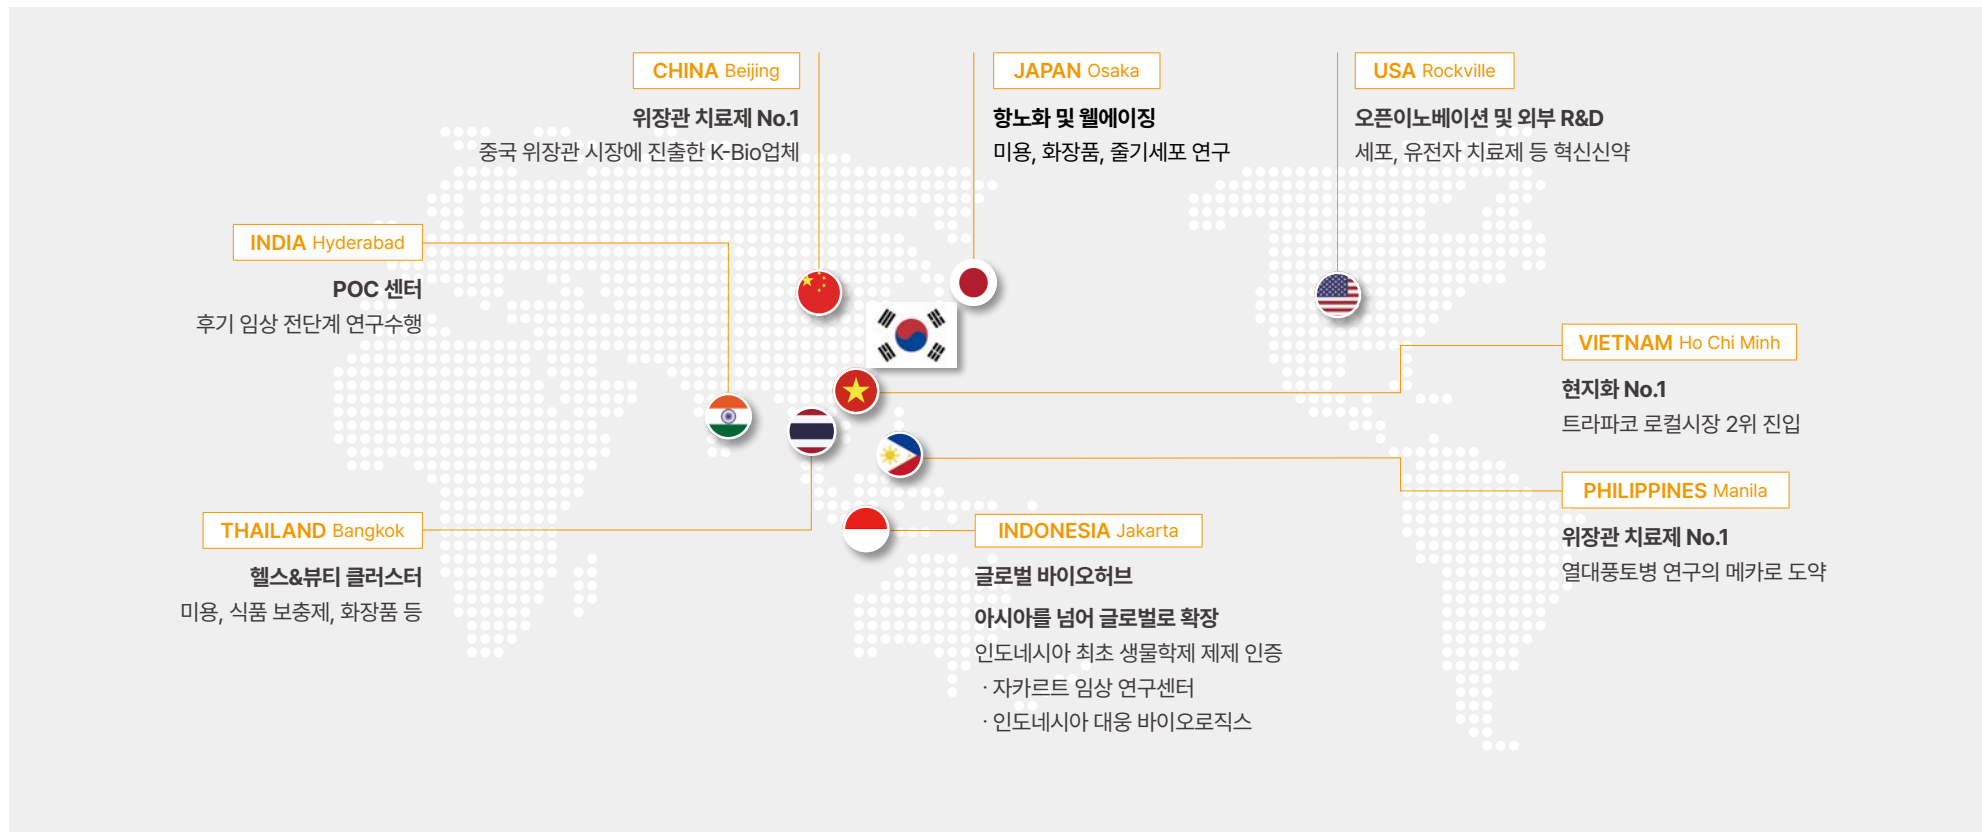 CHINA Beijing
위장관 치료제 No.1
중국 위장관 시장에 진출한 K-Bio업체
JAPAN Osaka
항노화 및 웰에이징
미용, 화장품, 줄기세포 연구
USA Rockville
오픈이노베이션 및 외부 R&D
세포, 유전자 치료제 등 혁신신약
INDIA Hyderabad
POC 센터
후기 임상 전단계 연구수행
VIETNAM Ho Chi Minh
현지화 No.1
트라파코 로컬시장 2위 진입
PHILIPPINES Manila
위장관 치료제 No.1
열대풍토병 연구의 메카로 도약
THAILAND Bangkok
헬스&뷰티 클러스터
미용, 식품 보충제, 화장품 등
INDONESIA Jakarta
글로벌 바이오허브
아시아를 넘어 글로벌로 확장
인도네시아 최초 생물학제 제제 인증
· 자카르트 임상 연구센터
· 인도네시아 대웅 바이오로직스